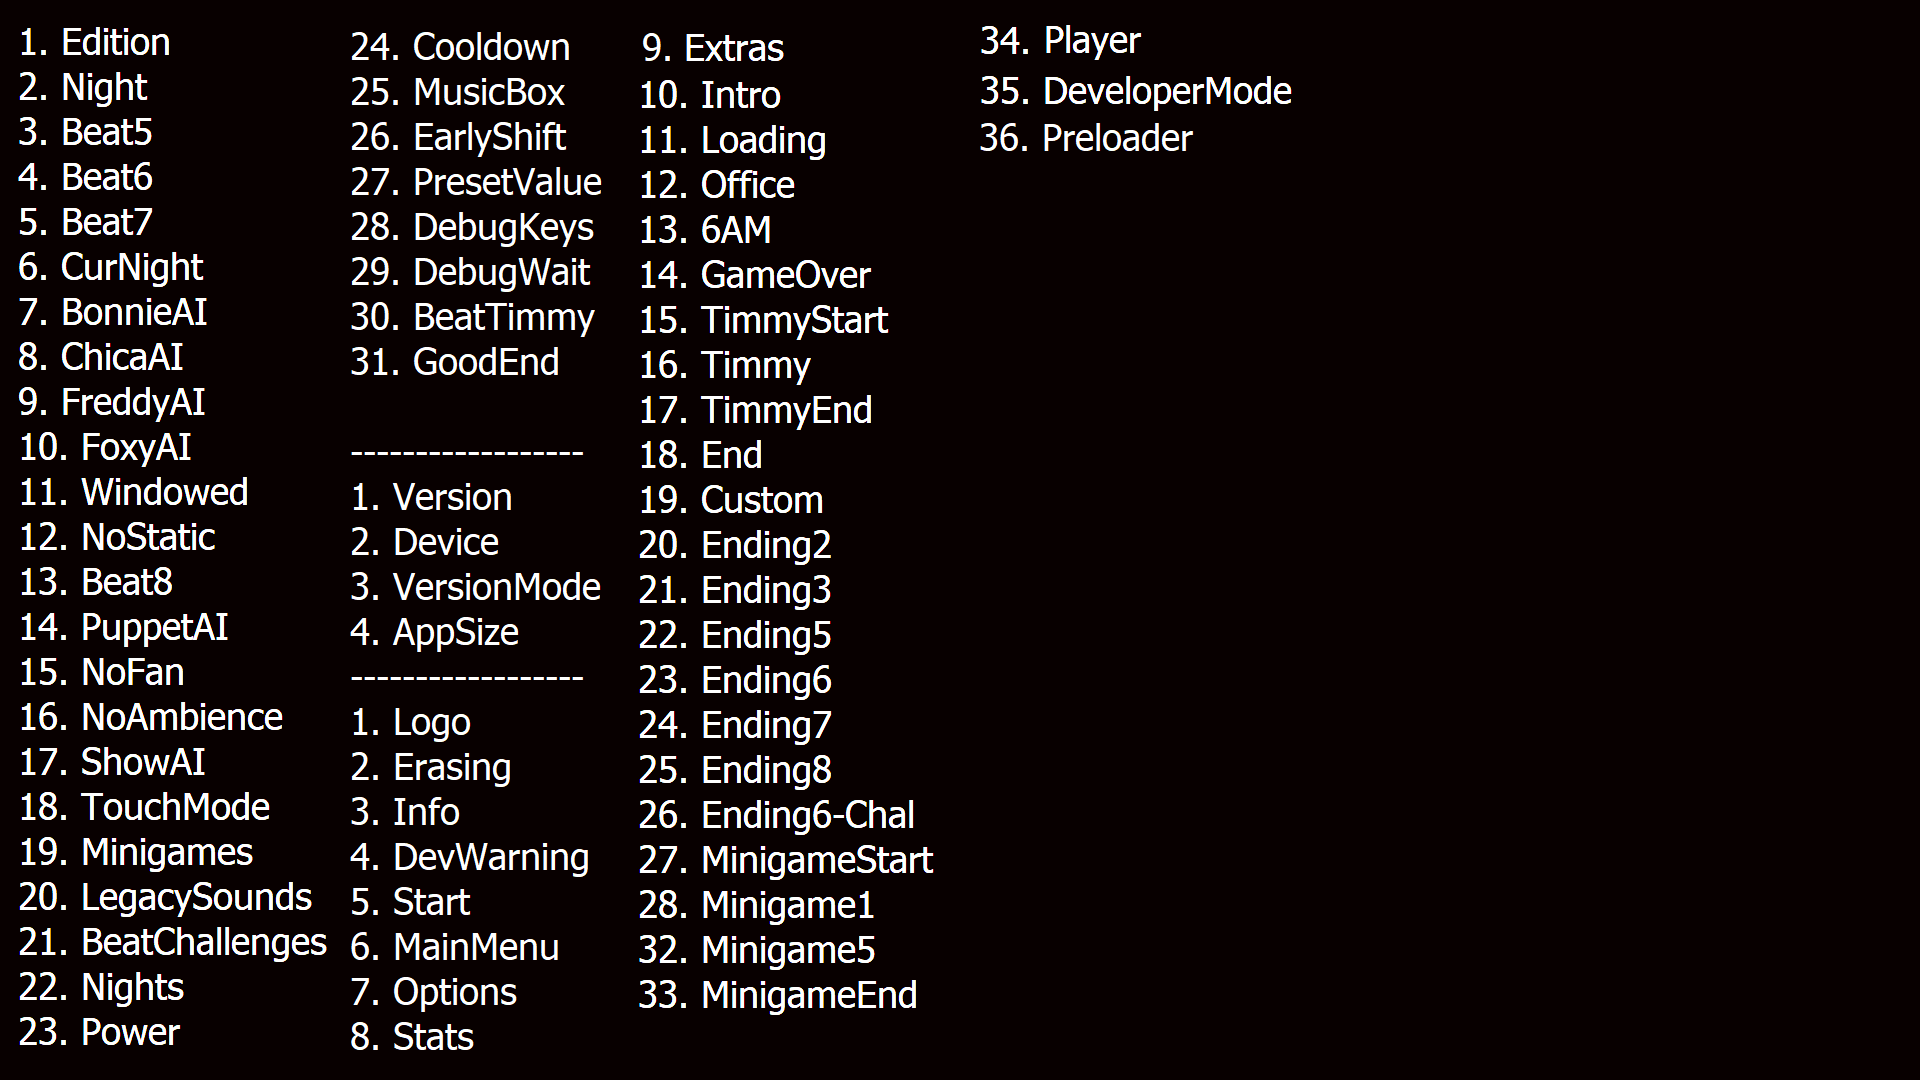 1. Edition
2. Night
3. Beat5
4. Beat6
5. Beat7
6. CurNight
7. BonnieAI
8. ChicaAI
9. FreddyAI
10. FoxyAI
11. Windowed
12. NoStatic
13. Beat8
14. PuppetAI
15. NoFan
16. NoAmbience
17. ShowAI
18. TouchMode
19. Minigames
20. LegacySounds
21. BeatChallenges
22. Nights
23. Power
24. Cooldown
25. MusicBox
26. EarlyShift
27. PresetValue
28. DebugKeys
29. DebugWait
30. BeatTimmy
31. GoodEnd
------------------
1. Version
2. Device
3. VersionMode
4. AppSize
------------------
1. Logo
2. Erasing
3. Info
4. DevWarning
5. Start
6. MainMenu
7. Options
8. Stats
9. Extras
10. Intro
11. Loading
12. Office
13. 6AM
14. GameOver
15. TimmyStart
16. Timmy
17. TimmyEnd
18. End
19. Custom
20. Ending2
21. Ending3
22. Ending5
23. Ending6
24. Ending7
25. Ending8
26. Ending6-Chal
27. MinigameStart
28. Minigame1
32. Minigame5
33. MinigameEnd
34. Player
35. DeveloperMode
36. Preloader